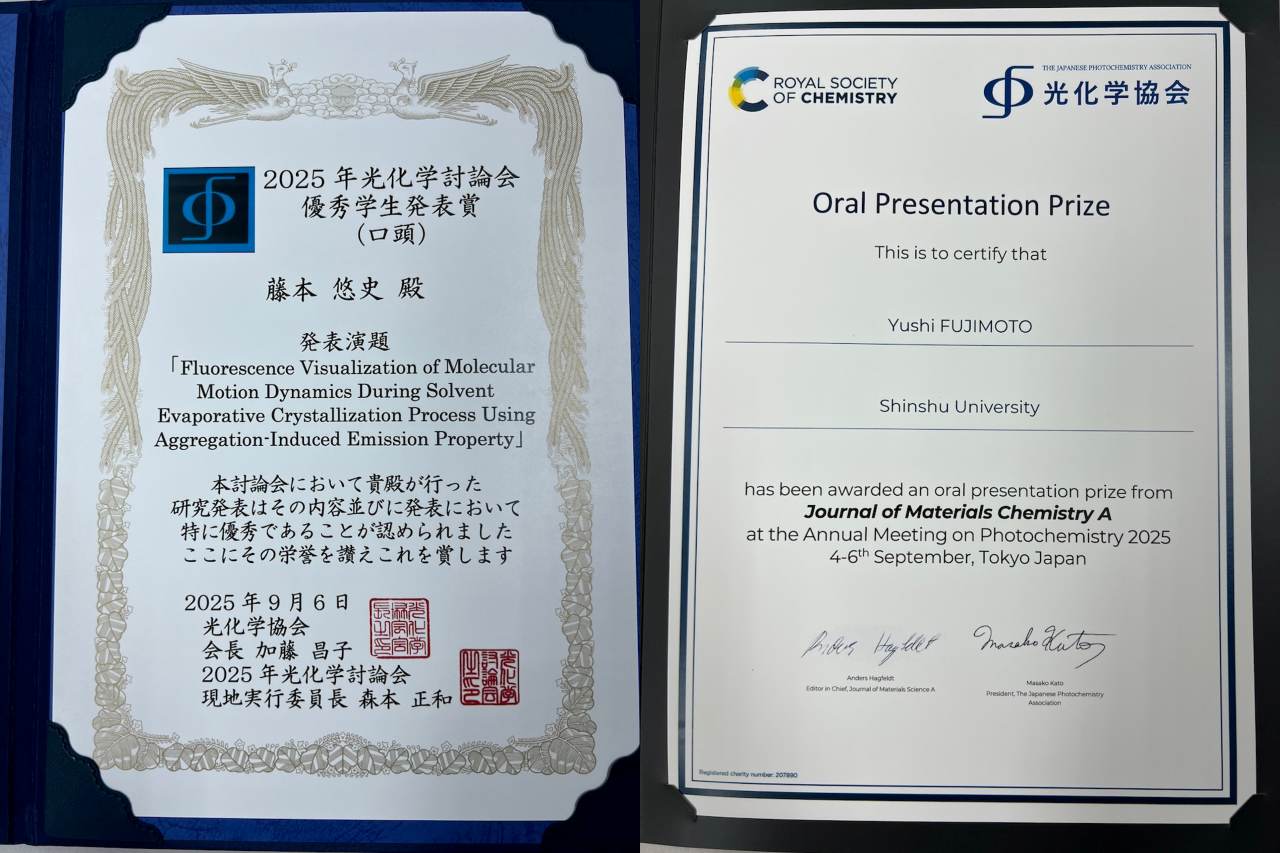 2025年光化学討論会
優秀学生発表賞
(口頭)
藤本 悠史 殿
発表演題
「Fluorescence Visualization of Molecular
Motion Dynamics During Solvent
Evaporative Crystallization Process Using
Aggregation-Induced Emission Property」
本討論会において貴殿が行った
研究発表はその内容並びに発表において
特に優秀であることが認められました
ここにその栄誉を讃えこれを賞します
2025年9月6日
光化学協会
会長 加藤 昌子
2025年光化学討論会
現地実行委員長 森本 正和
ROYAL SOCIETY
OF CHEMISTRY
THE JAPANESE PHOTOCHEMISTRY ASSOCIATION
光化学協会
Oral Presentation Prize
This is to certify that
Yushi FUJIMOTO
Shinshu University
has been awarded an oral presentation prize from
Journal of Materials Chemistry A
at the Annual Meeting on Photochemistry 2025
4-6th September, Tokyo Japan
Anders Hagfeldt
Masako Kato
Anders Hagfeldt
Editor in Chief, Journal of Materials Science A
Masako Kato
President, The Japanese Photochemistry
Association
Registered charity number: 207890